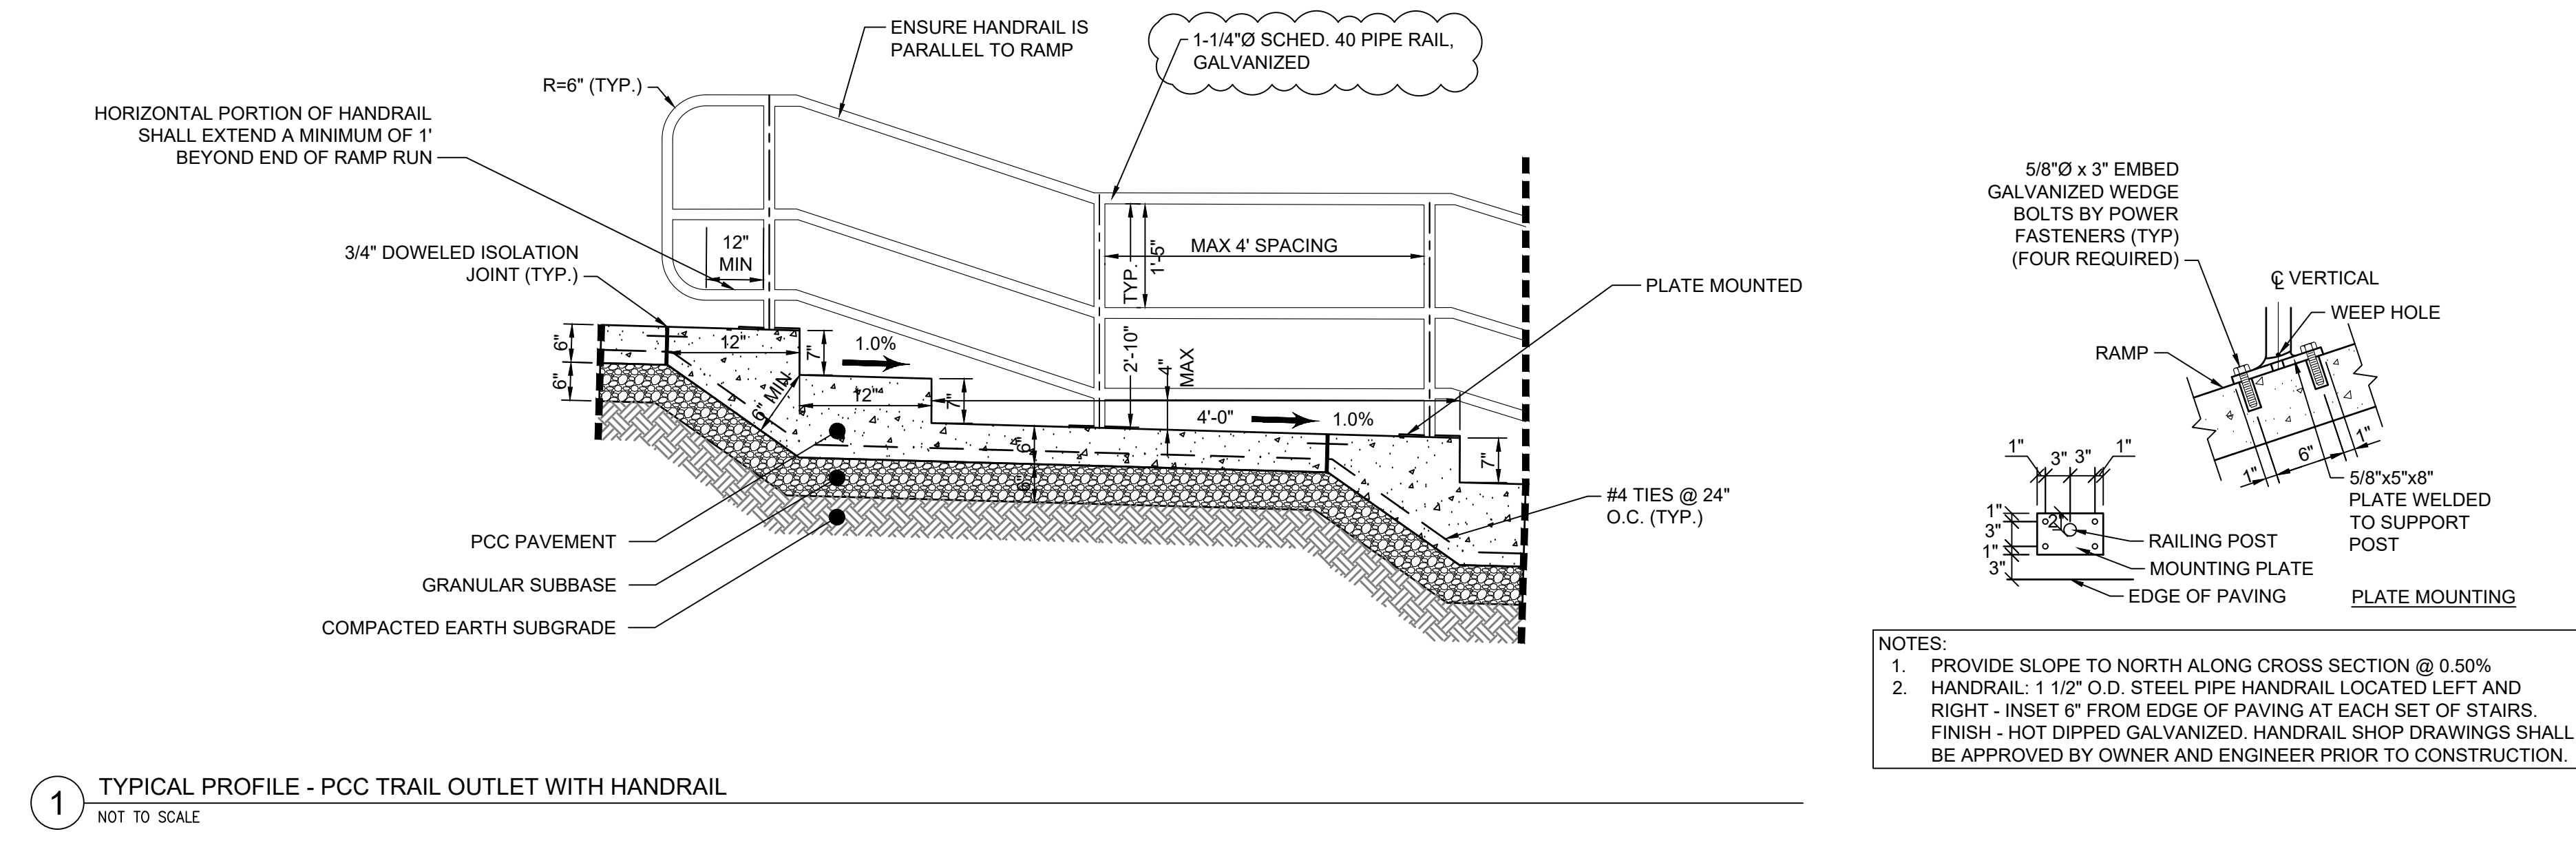 ENSURE HANDRAIL IS
PARALLEL TO RAMP
1-1/4"Ø SCHED. 40 PIPE RAIL,
GALVANIZED
R=6" (TYP.)
HORIZONTAL PORTION OF HANDRAIL
SHALL EXTEND A MINIMUM OF 1'
BEYOND END OF RAMP RUN
3/4" DOWELED ISOLATION
JOINT (TYP.)
12"
MIN
TYP.
1'-5"
MAX 4' SPACING
PLATE MOUNTED
6"
6"
12"
7"
1.0%
6" MIN
12"
7"
2'-10"
4"
MAX
4'-0"
1.0%
6"
6"
7"
#4 TIES @ 24"
O.C. (TYP.)
PCC PAVEMENT
GRANULAR SUBBASE
COMPACTED EARTH SUBGRADE
5/8"Ø x 3" EMBED
GALVANIZED WEDGE
BOLTS BY POWER
FASTENERS (TYP)
(FOUR REQUIRED)
℄ VERTICAL
WEEP HOLE
RAMP
1"
6"
1"
5/8"x5"x8"
PLATE WELDED
TO SUPPORT
POST
1"
3"
3"
1"
1"
3"
1"
3"
2"
RAILING POST
MOUNTING PLATE
EDGE OF PAVING
PLATE MOUNTING
NOTES:
1. PROVIDE SLOPE TO NORTH ALONG CROSS SECTION @ 0.50%
2. HANDRAIL: 1 1/2" O.D. STEEL PIPE HANDRAIL LOCATED LEFT AND
RIGHT - INSET 6" FROM EDGE OF PAVING AT EACH SET OF STAIRS.
FINISH - HOT DIPPED GALVANIZED. HANDRAIL SHOP DRAWINGS SHALL
BE APPROVED BY OWNER AND ENGINEER PRIOR TO CONSTRUCTION.
1
TYPICAL PROFILE - PCC TRAIL OUTLET WITH HANDRAIL
NOT TO SCALE